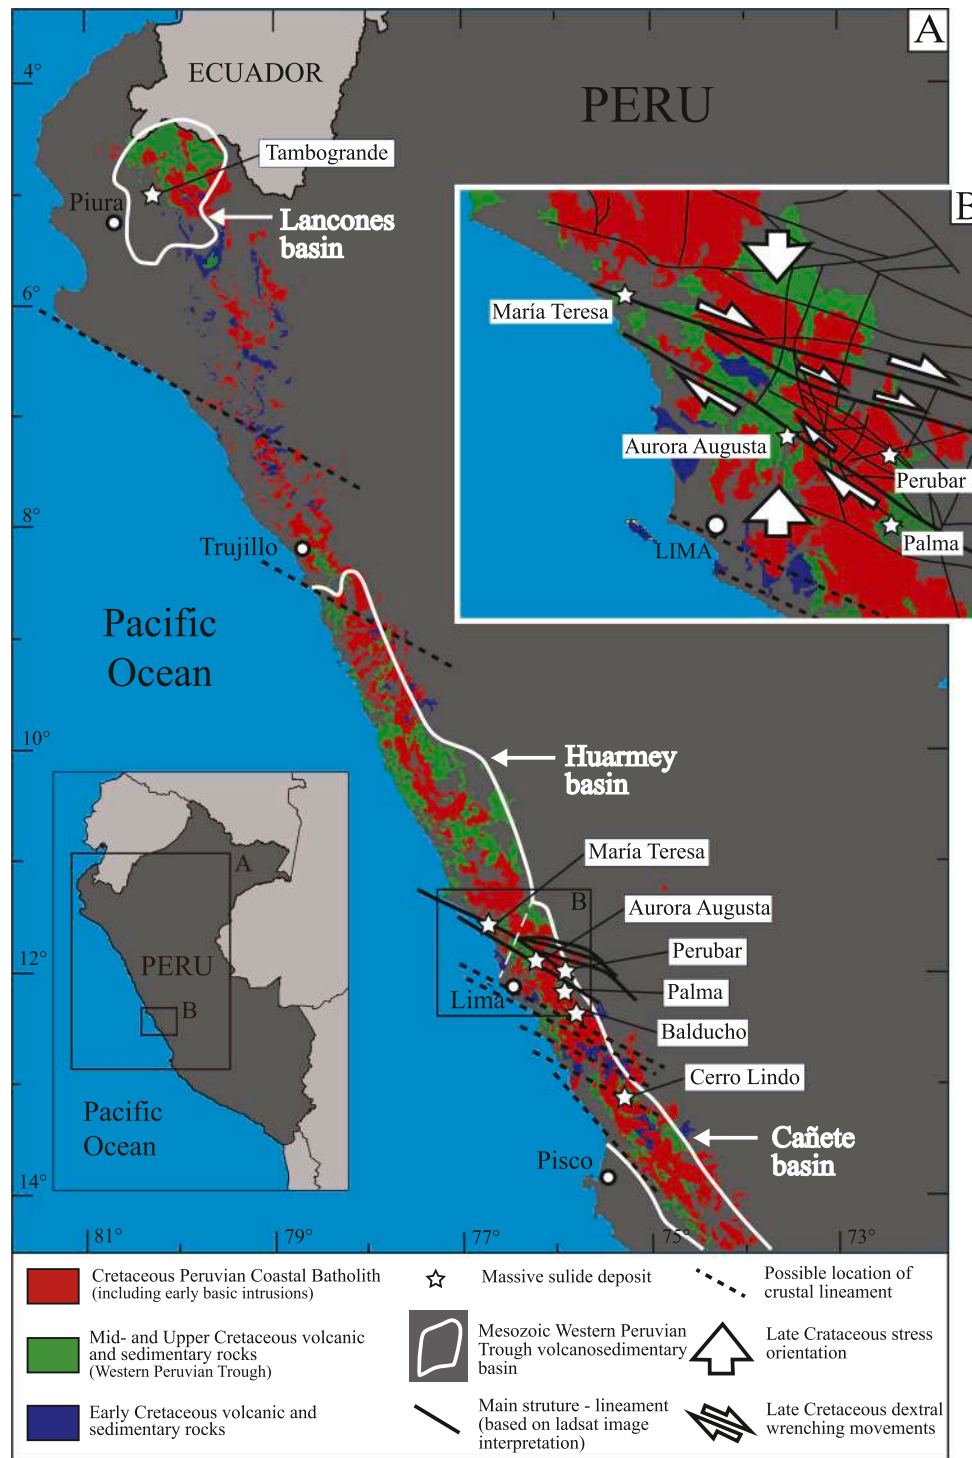 A
ECUADOR
4°
PERU
Tambogrande
Piura
Lancones
basin
B
María Teresa
Aurora Augusta
Perubar
LIMA
Palma
6°
8°
Trujillo
Pacific
Ocean
10°
Huarmey
basin
María Teresa
B
Aurora Augusta
Perubar
Palma
Lima
Balducho
Cerro Lindo
12°
A
PERU
B
Pacific
Ocean
Cañete
basin
Pisco
14°
81°
79°
77°
75°
73°
Cretaceous Peruvian Coastal Batholith
(including early basic intrusions)
Mid- and Upper Cretaceous volcanic
and sedimentary rocks
(Western Peruvian Trough)
Early Cretaceous volcanic and
sedimentary rocks
Massive sulide deposit
Mesozoic Western Peruvian
Trough volcanosedimentary
basin
Main struture - lineament
(based on ladsat image
interpretation)
Possible location of
crustal lineament
Late Crataceous stress
orientation
Late Cretaceous dextral
wrenching movements